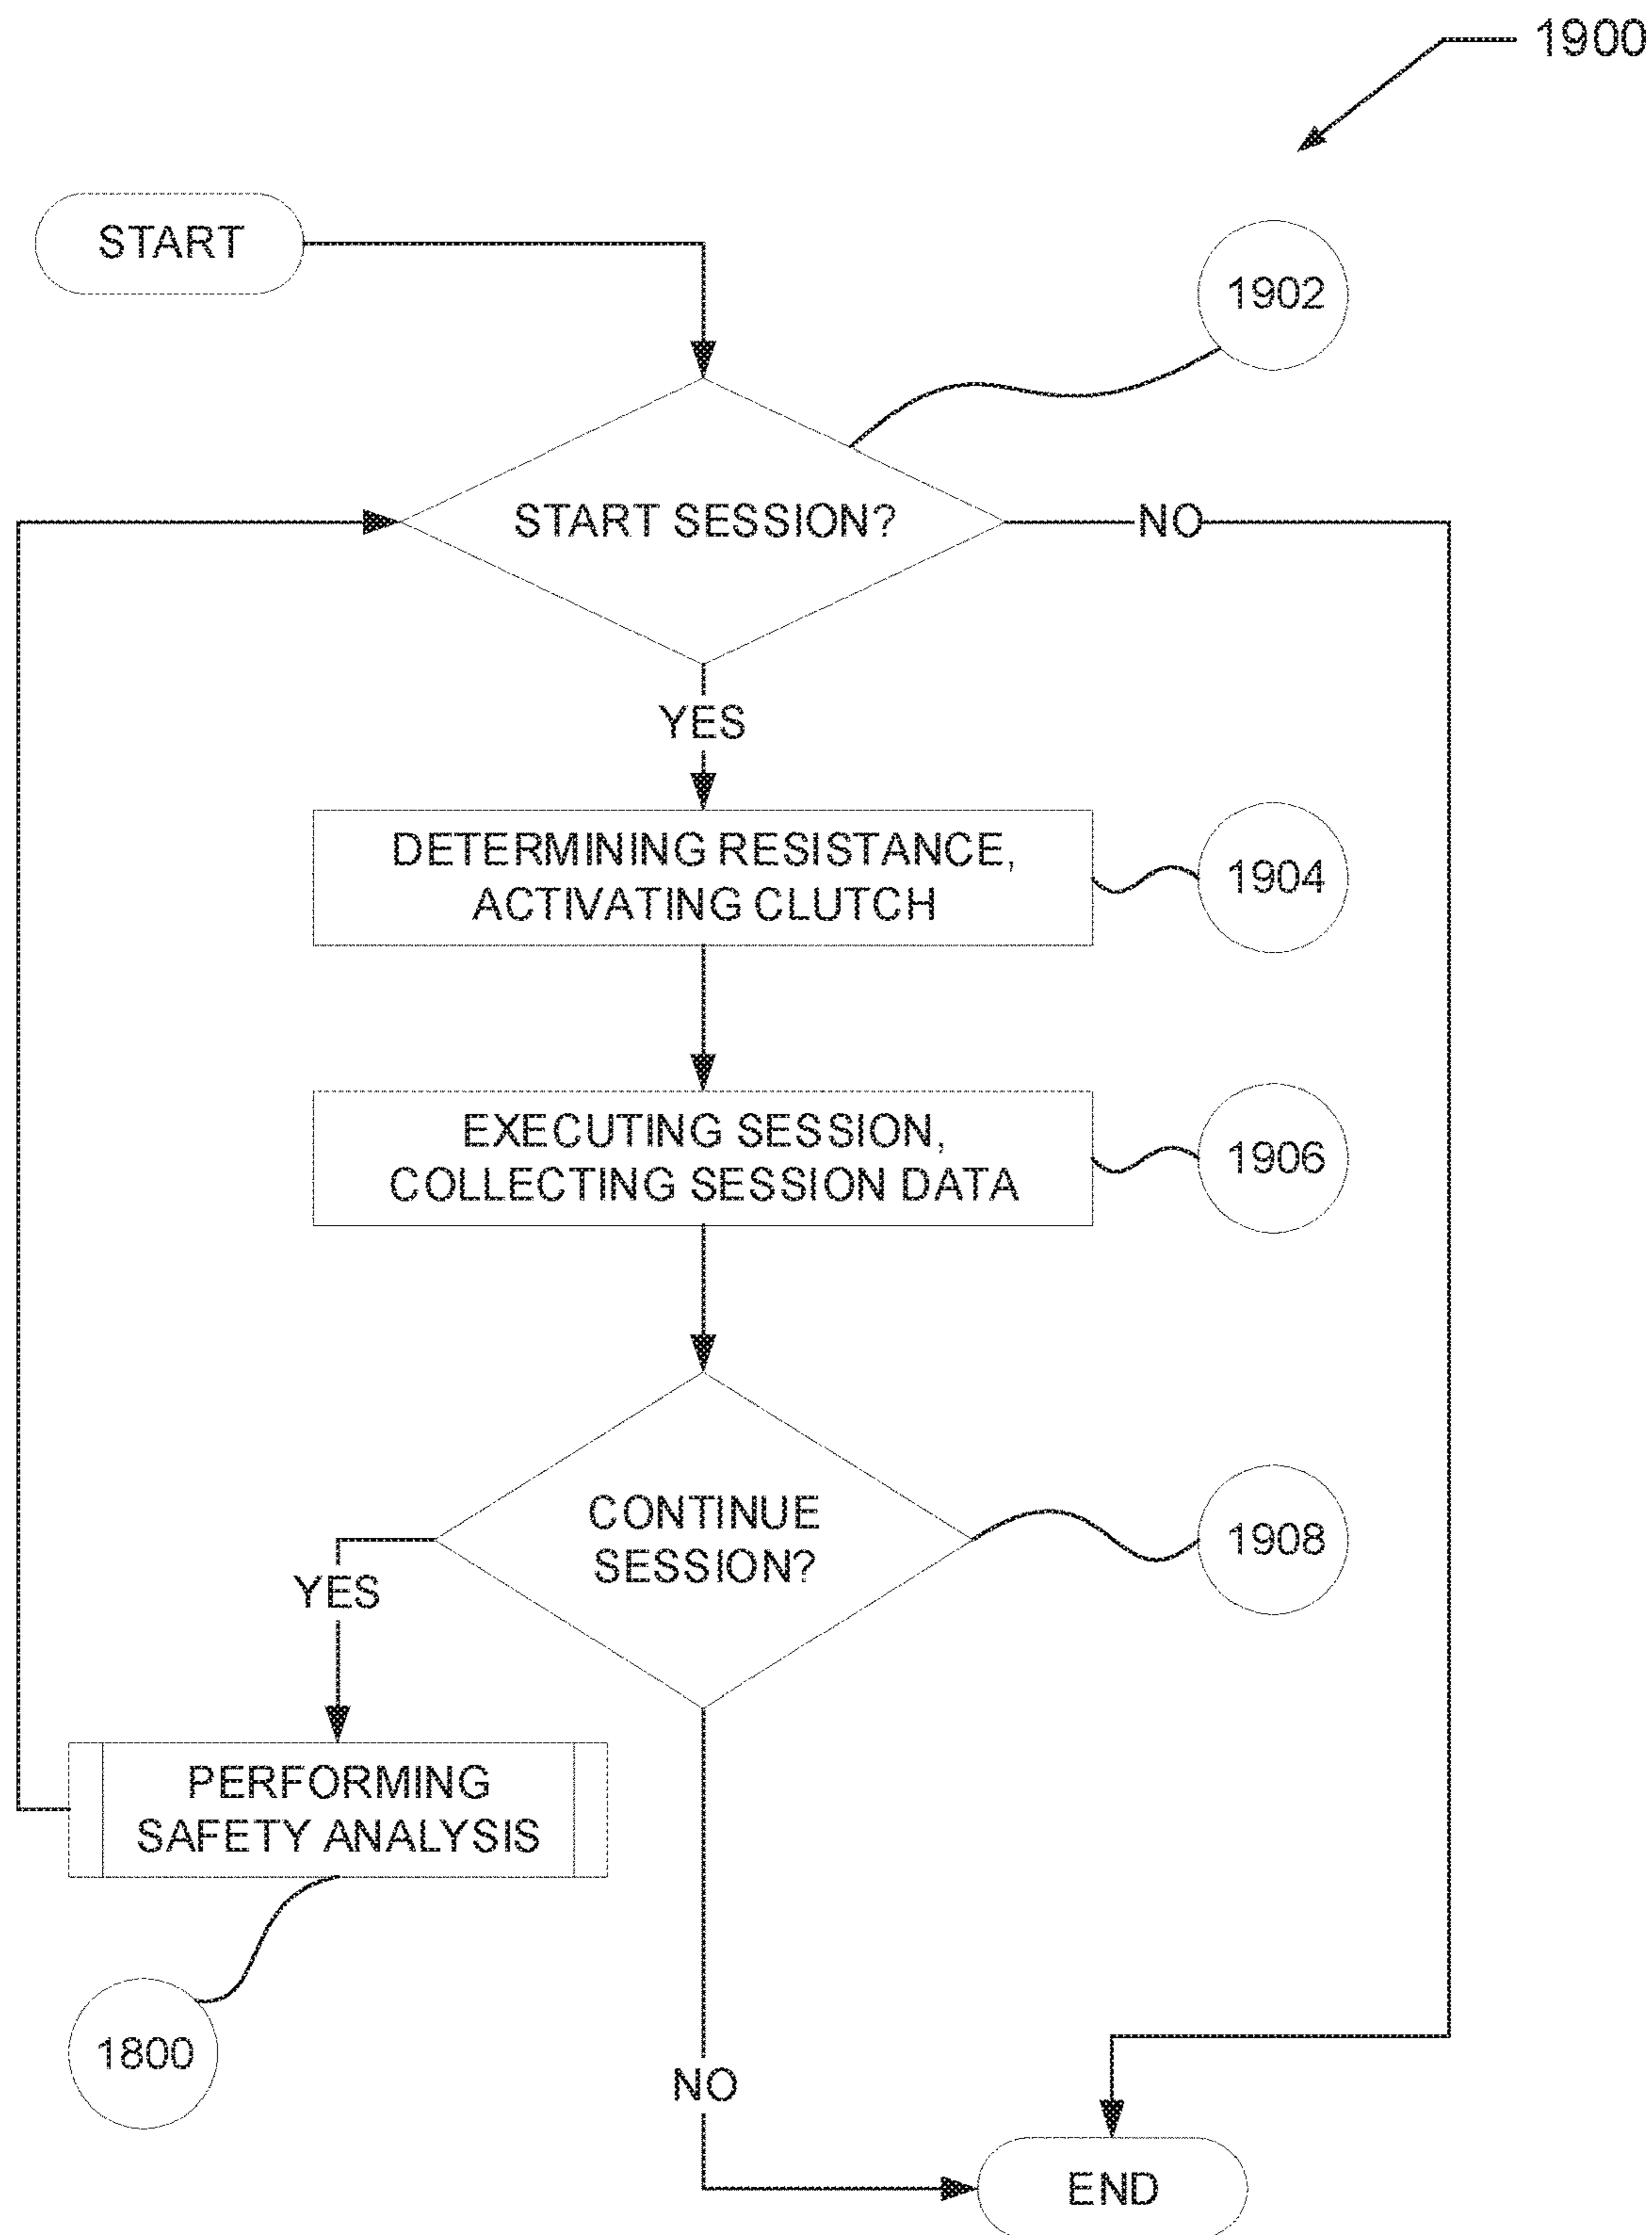 1900
START
1902
START SESSION?
NO
YES
DETERMINING RESISTANCE,
ACTIVATING CLUTCH
1904
EXECUTING SESSION,
COLLECTING SESSION DATA
1906
CONTINUE
SESSION?
1908
YES
PERFORMING
SAFETY ANALYSIS
1800
NO
END